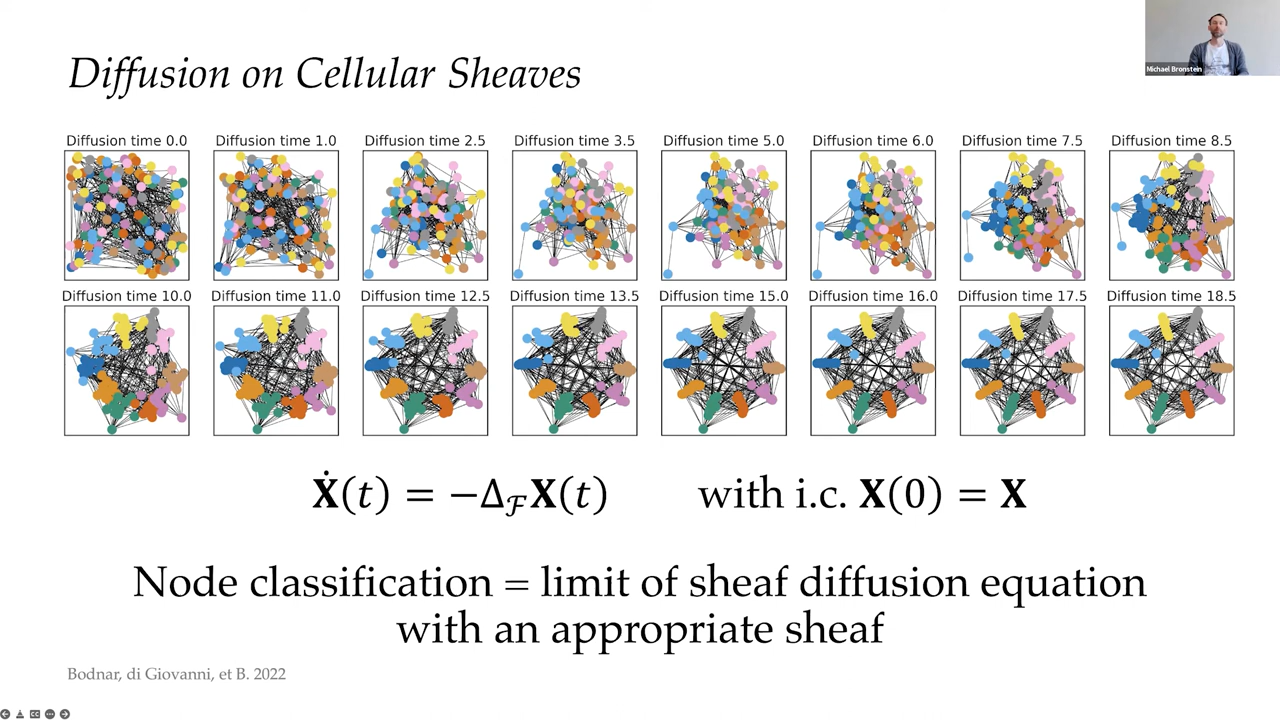 Michael Bronstein
Diffusion on Cellular Sheaves
Diffusion time 0.0 Diffusion time 1.0 Diffusion time 2.5 Diffusion time 3.5 Diffusion time 5.0 Diffusion time 6.0 Diffusion time 7.5 Diffusion time 8.5
Diffusion time 10.0 Diffusion time 11.0 Diffusion time 12.5 Diffusion time 13.5 Diffusion time 15.0 Diffusion time 16.0 Diffusion time 17.5 Diffusion time 18.5
Ẋ(t) = −Δ_ℱ X(t) with i.c. X(0) = X
Node classification = limit of sheaf diffusion equation
with an appropriate sheaf
Bodnar, di Giovanni, et B. 2022